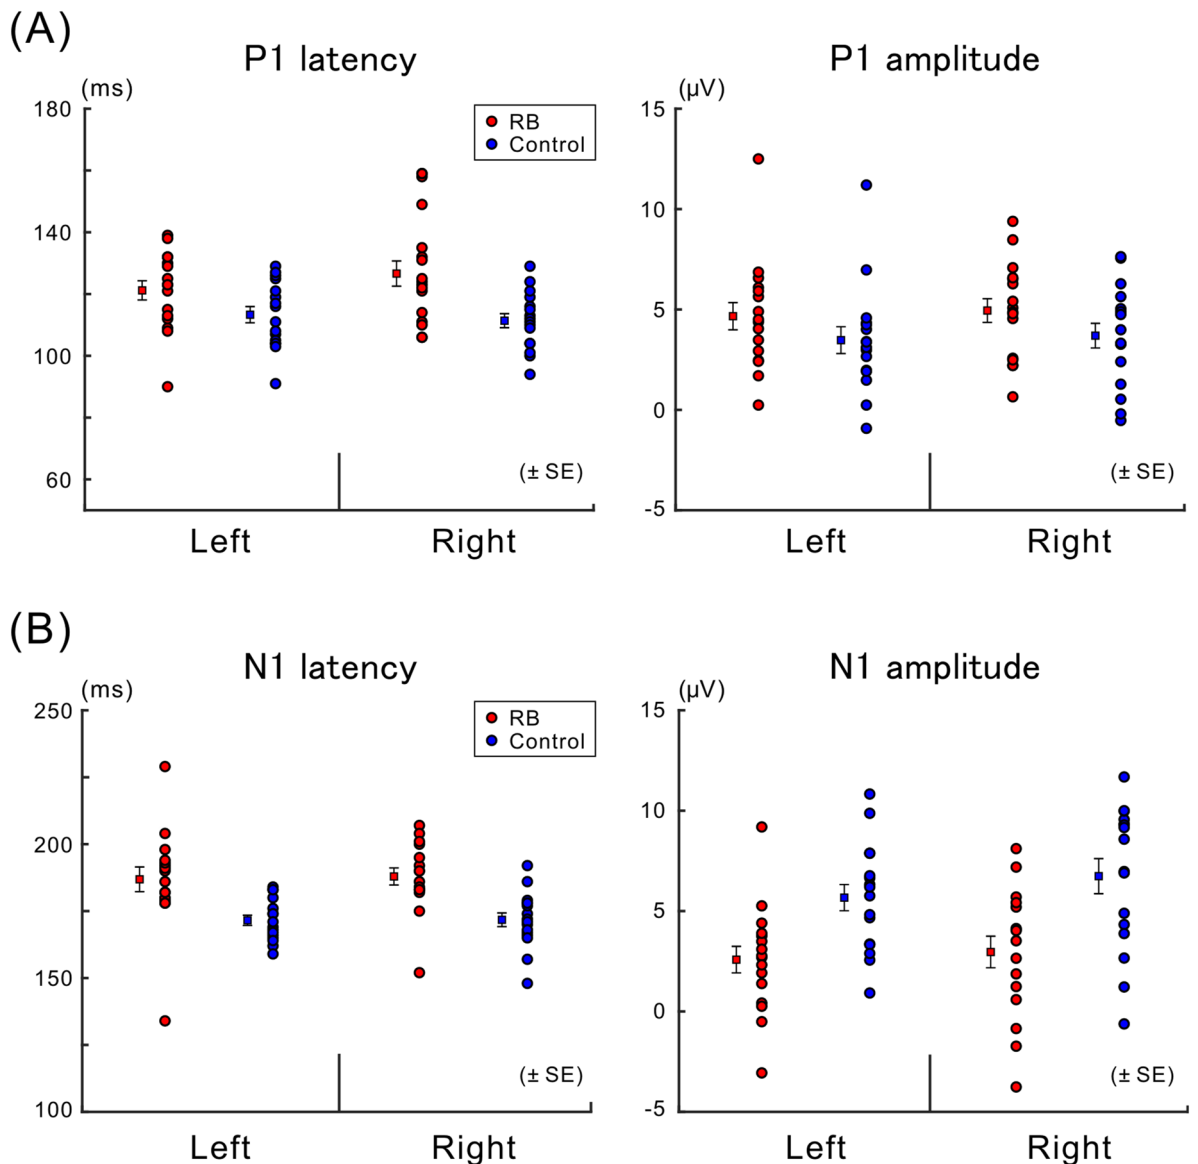 (A)
P1 latency
(ms)
180
140
100
60
RB
Control
(± SE)
Left
Right
P1 amplitude
(µV)
15
10
5
0
-5
(± SE)
Left
Right
(B)
N1 latency
(ms)
250
200
150
100
RB
Control
(± SE)
Left
Right
N1 amplitude
(µV)
15
10
5
0
-5
(± SE)
Left
Right